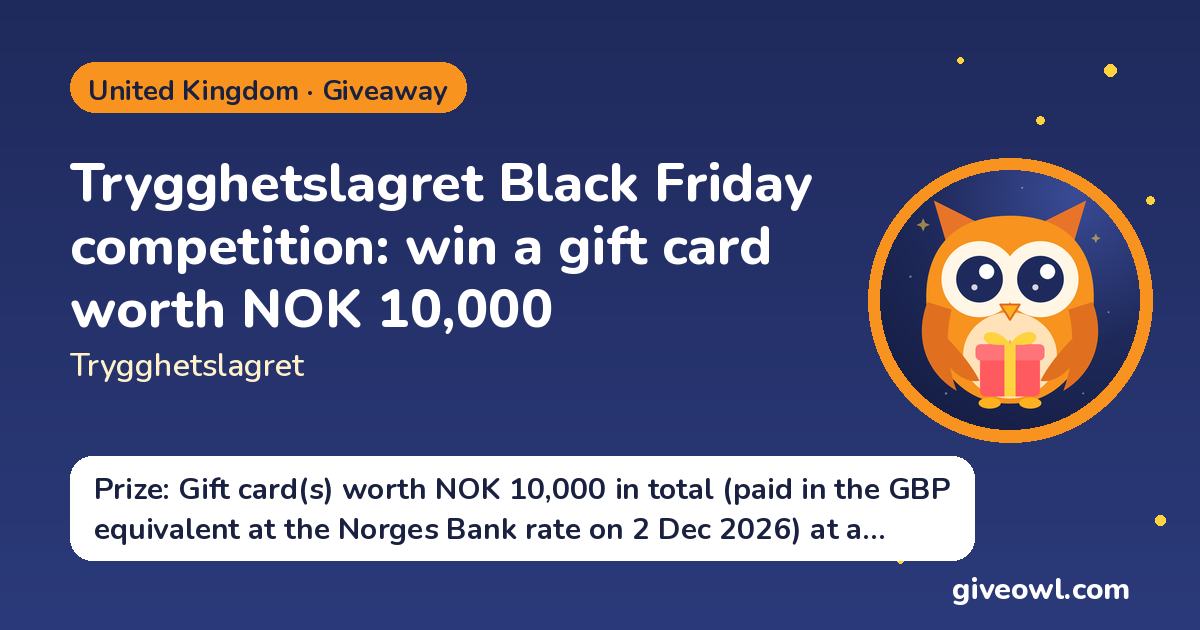 United Kingdom · Giveaway
Trygghetslagret Black Friday
competition: win a gift card
worth NOK 10,000
Trygghetslagret
Prize: Gift card(s) worth NOK 10,000 in total (paid in the GBP
equivalent at the Norges Bank rate on 2 Dec 2026) at a...
giveowl.com